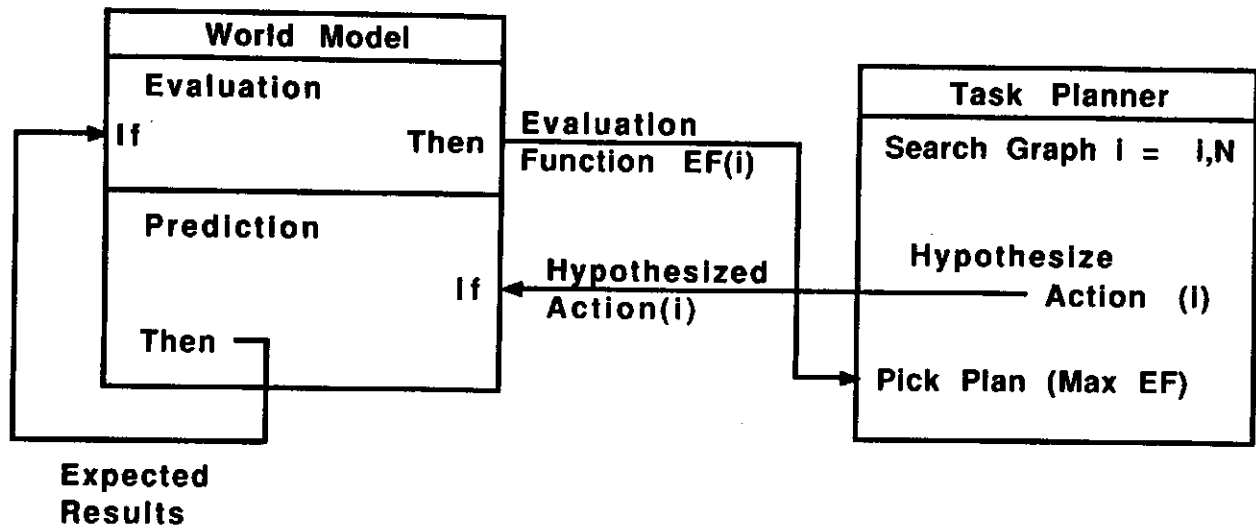 World Model
Evaluation
If
Then
Prediction
If
Then
Expected
Results
Evaluation
Function EF(i)
Hypothesized
Action(i)
Task Planner
Search Graph i = i,N
Hypothesize
Action (i)
Pick Plan (Max EF)